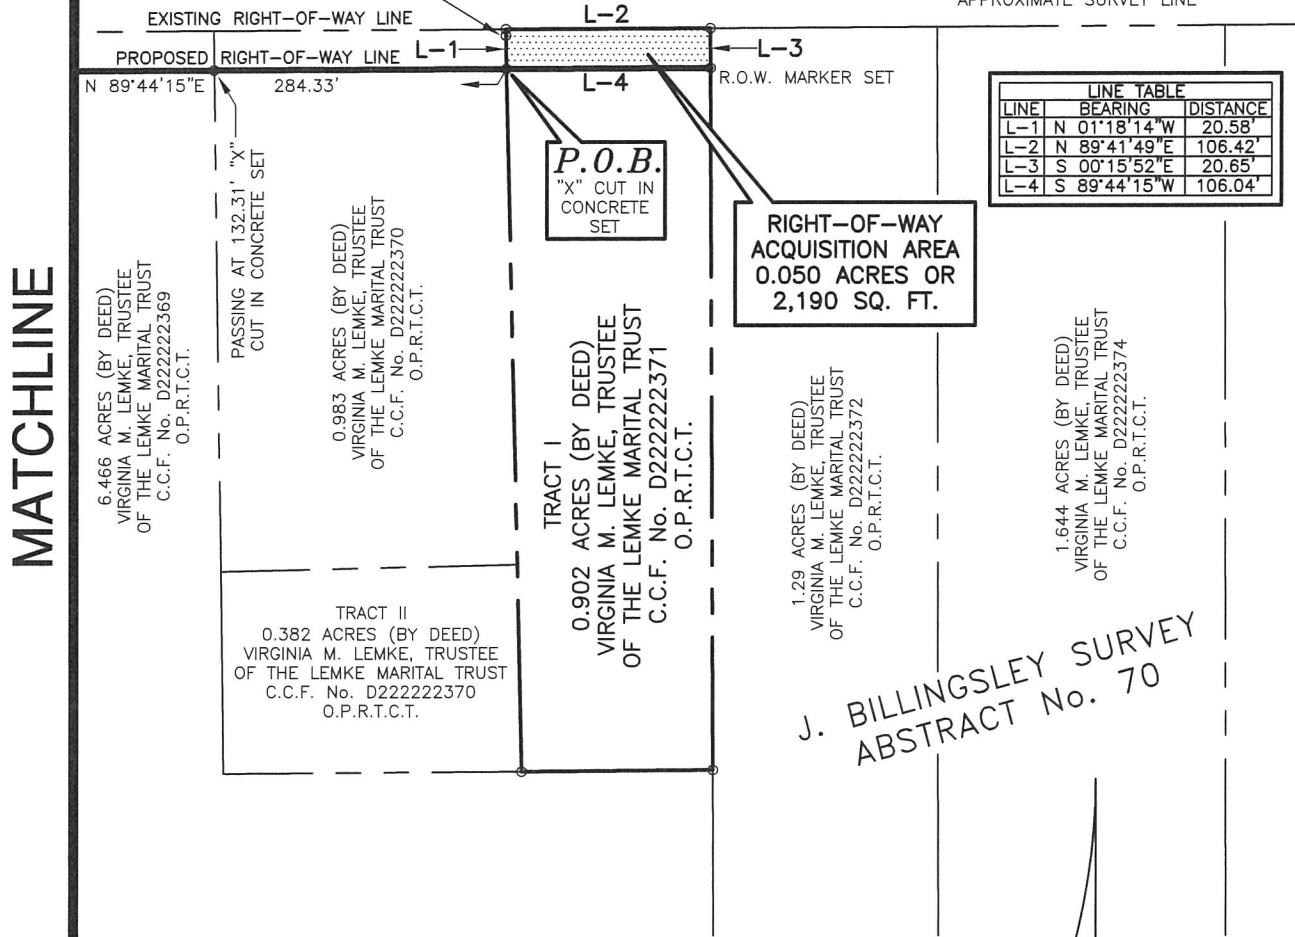 APPROXIMATE SURVEY LINE
EXISTING RIGHT-OF-WAY LINE
L-2
PROPOSED RIGHT-OF-WAY LINE
L-1
L-3
N 89°44'15"E 284.33'
L-4
R.O.W. MARKER SET
LINE TABLE
LINE BEARING DISTANCE
L-1 N 01°18'14"W 20.58'
L-2 N 89°41'49"E 106.42'
L-3 S 00°15'52"E 20.65'
L-4 S 89°44'15"W 106.04'
P.O.B.
"X" CUT IN
CONCRETE
SET
RIGHT-OF-WAY
ACQUISITION AREA
0.050 ACRES OR
2,190 SQ. FT.
MATCHLINE
PASSING AT 132.31' "X"
CUT IN CONCRETE SET
6.466 ACRES (BY DEED)
VIRGINIA M. LEMKE, TRUSTEE
OF THE LEMKE MARITAL TRUST
C.C.F. No. D222222369
O.P.R.T.C.T.
0.983 ACRES (BY DEED)
VIRGINIA M. LEMKE, TRUSTEE
OF THE LEMKE MARITAL TRUST
C.C.F. No. D222222370
O.P.R.T.C.T.
TRACT I
0.902 ACRES (BY DEED)
VIRGINIA M. LEMKE, TRUSTEE
OF THE LEMKE MARITAL TRUST
C.C.F. No. D222222371
O.P.R.T.C.T.
1.29 ACRES (BY DEED)
VIRGINIA M. LEMKE, TRUSTEE
OF THE LEMKE MARITAL TRUST
C.C.F. No. D222222372
O.P.R.T.C.T.
1.644 ACRES (BY DEED)
VIRGINIA M. LEMKE, TRUSTEE
OF THE LEMKE MARITAL TRUST
C.C.F. No. D222222374
O.P.R.T.C.T.
TRACT II
0.382 ACRES (BY DEED)
VIRGINIA M. LEMKE, TRUSTEE
OF THE LEMKE MARITAL TRUST
C.C.F. No. D222222370
O.P.R.T.C.T.
J. BILLINGSLEY SURVEY
ABSTRACT No. 70